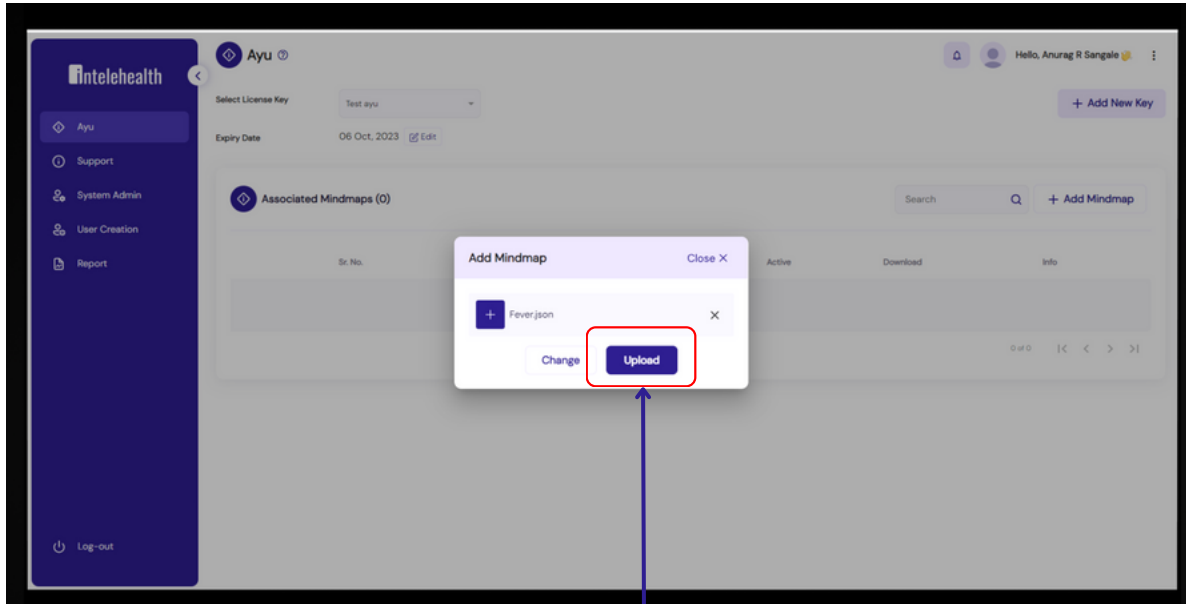 intelehealth
Ayu
Support
System Admin
User Creation
Report
Log-out
Ayu
Hello, Anurag R Sangale
Select License Key
Test ayu
+ Add New Key
Expiry Date
06 Oct, 2023
Edit
Associated Mindmaps (0)
Search
+ Add Mindmap
Sr. No.
Active
Download
Info
0 of 0
Add Mindmap
Close X
Fever.json
Change
Upload